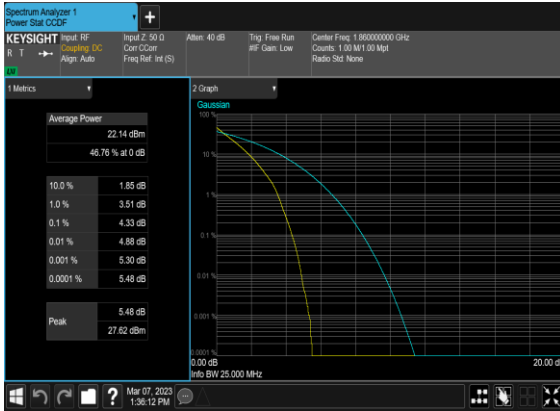 Spectrum Analyzer 1
Power Stat CCDF
KEYSIGHT
R T
Input: RF
Coupling: DC
Align: Auto
Input Z: 50 Ω
Corr CCorr
Freq Ref: Int (S)
Atten: 40 dB
Trig: Free Run
#IF Gain: Low
Center Freq: 1.860000000 GHz
Counts: 1.00 M/1.00 Mpt
Radio Std: None
1 Metrics
Average Power
22.14 dBm
46.76 % at 0 dB
10.0 % 1.85 dB
1.0 % 3.51 dB
0.1 % 4.33 dB
0.01 % 4.88 dB
0.001 % 5.30 dB
0.0001 % 5.48 dB
Peak
5.48 dB
27.62 dBm
2 Graph
Gaussian
100 %
10 %
1 %
0.1 %
0.01 %
0.001 %
0.0001 %
0.00 dB
20.00 d
Info BW 25.000 MHz
?
Mar 07, 2023
1:36:12 PM